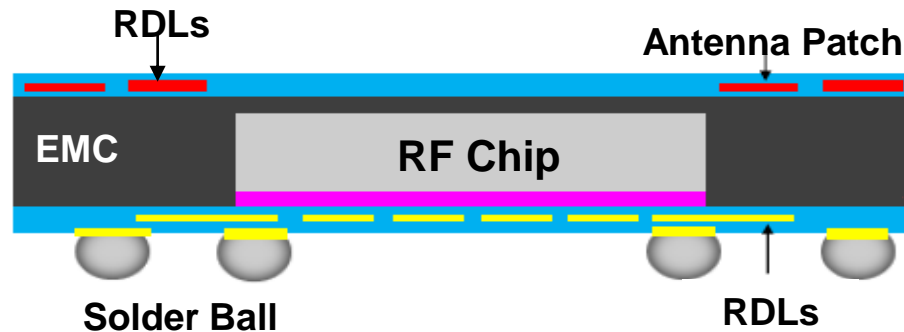 RDLs
Antenna Patch
EMC
RF Chip
Solder Ball
RDLs